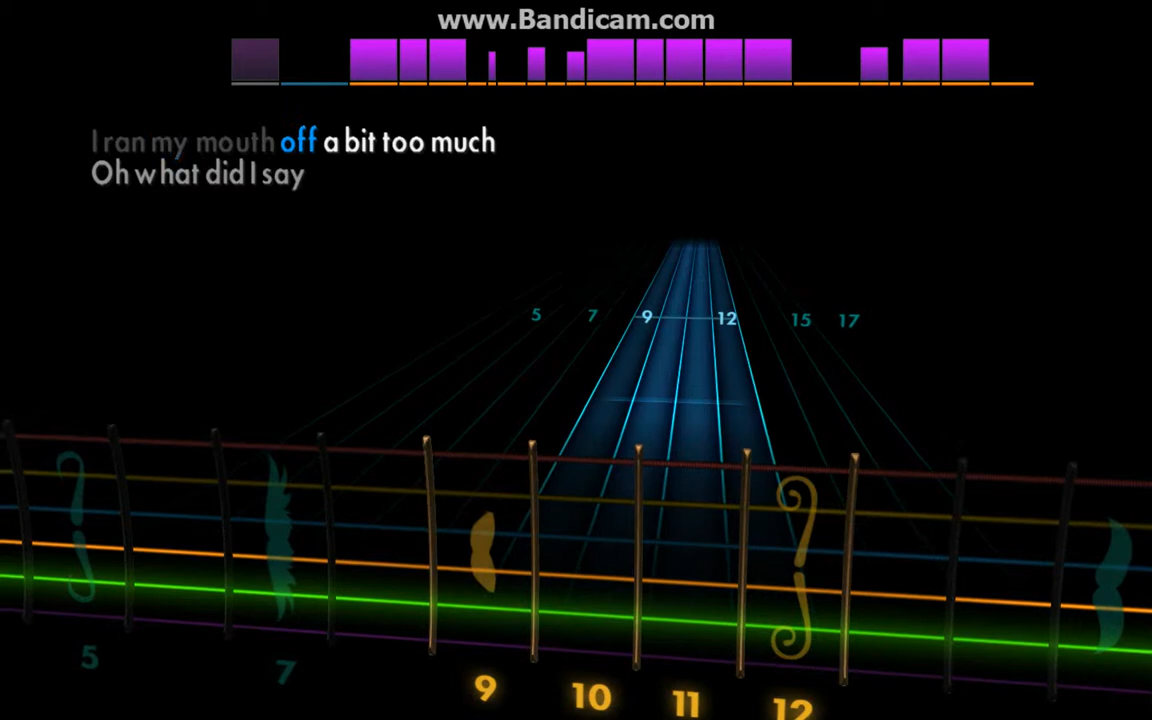 www.Bandicam.com
I ran my mouth off a bit too much
Oh what did I say
5 7 9 12 15 17
5 7 9 10 11 12